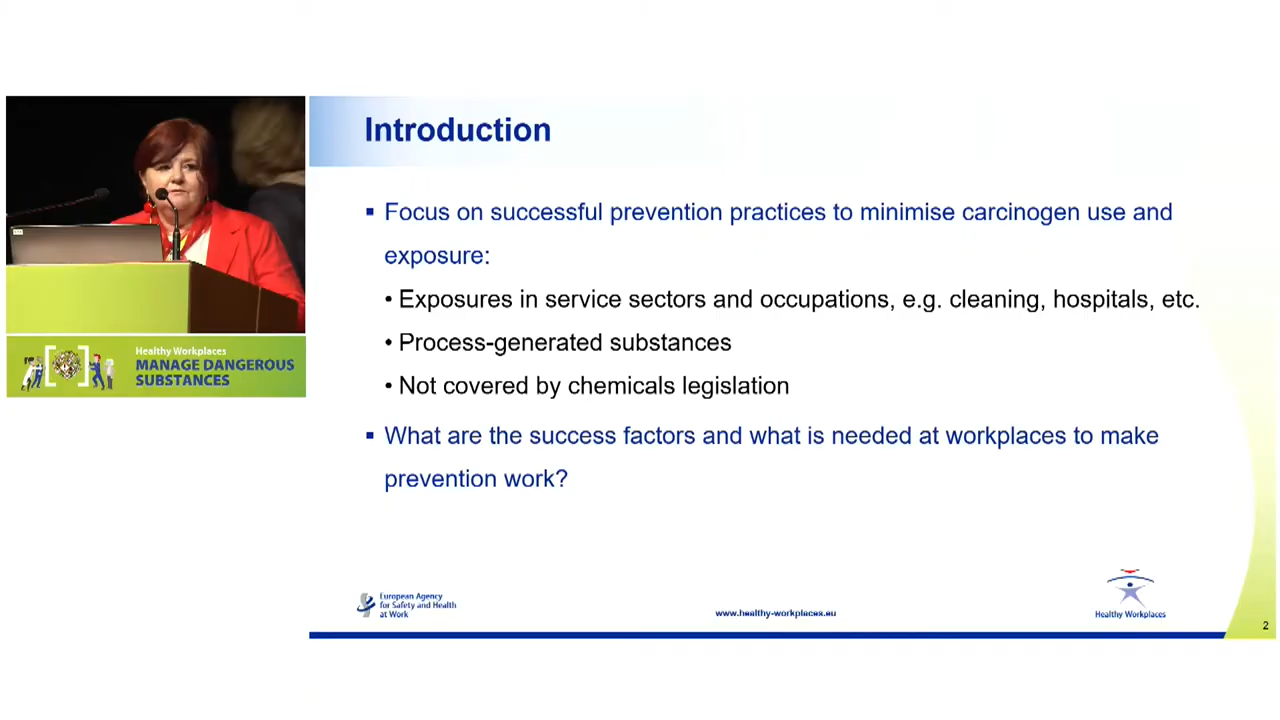 Introduction
▪ Focus on successful prevention practices to minimise carcinogen use and
exposure:
• Exposures in service sectors and occupations, e.g. cleaning, hospitals, etc.
• Process-generated substances
• Not covered by chemicals legislation
▪ What are the success factors and what is needed at workplaces to make
prevention work?
Healthy Workplaces
MANAGE DANGEROUS
SUBSTANCES
European Agency
for Safety and Health
at Work
www.healthy-workplaces.eu
Healthy Workplaces
2